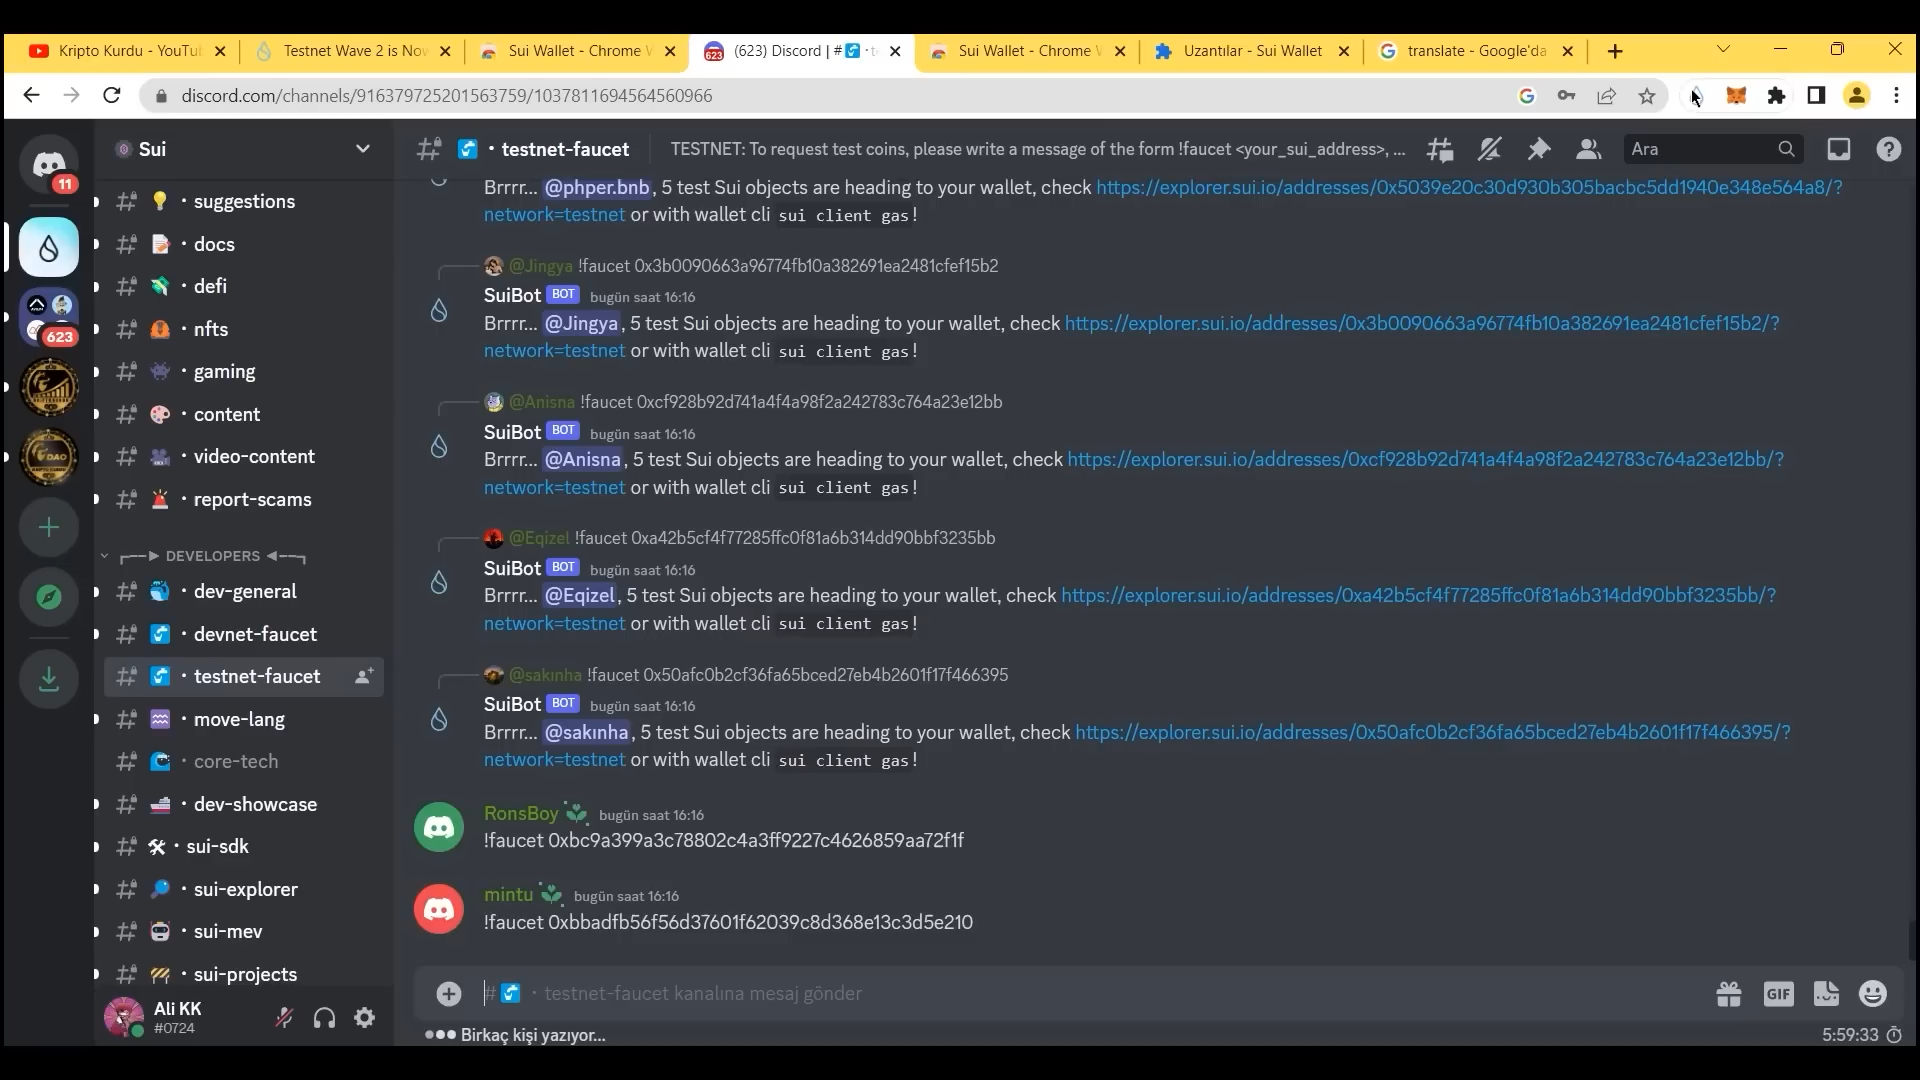 Kripto Kurdu - YouTu
Testnet Wave 2 is Now
Sui Wallet - Chrome W
(623) Discord | #
Sui Wallet - Chrome W
Uzantılar - Sui Wallet
translate - Google'da
discord.com/channels/916379725201563759/1037811694564560966
11
623
Sui
suggestions
docs
defi
nfts
gaming
content
video-content
report-scams
DEVELOPERS
dev-general
devnet-faucet
testnet-faucet
move-lang
core-tech
dev-showcase
sui-sdk
sui-explorer
sui-mev
sui-projects
Ali KK
#0724
testnet-faucet
TESTNET: To request test coins, please write a message of the form !faucet <your_sui_address>, ...
Ara
Brrrr... @phper.bnb, 5 test Sui objects are heading to your wallet, check https://explorer.sui.io/addresses/0x5039e20c30d930b305bacbc5dd1940e348e564a8/?
network=testnet or with wallet cli sui client gas!
@Jingya !faucet 0x3b0090663a96774fb10a382691ea2481cfef15b2
SuiBot BOT bugün saat 16:16
Brrrr... @Jingya, 5 test Sui objects are heading to your wallet, check https://explorer.sui.io/addresses/0x3b0090663a96774fb10a382691ea2481cfef15b2/?
network=testnet or with wallet cli sui client gas!
@Anisna !faucet 0xcf928b92d741a4f4a98f2a242783c764a23e12bb
SuiBot BOT bugün saat 16:16
Brrrr... @Anisna, 5 test Sui objects are heading to your wallet, check https://explorer.sui.io/addresses/0xcf928b92d741a4f4a98f2a242783c764a23e12bb/?
network=testnet or with wallet cli sui client gas!
@Eqizel !faucet 0xa42b5cf4f77285ffc0f81a6b314dd90bbf3235bb
SuiBot BOT bugün saat 16:16
Brrrr... @Eqizel, 5 test Sui objects are heading to your wallet, check https://explorer.sui.io/addresses/0xa42b5cf4f77285ffc0f81a6b314dd90bbf3235bb/?
network=testnet or with wallet cli sui client gas!
@sakınha !faucet 0x50afc0b2cf36fa65bced27eb4b2601f17f466395
SuiBot BOT bugün saat 16:16
Brrrr... @sakınha, 5 test Sui objects are heading to your wallet, check https://explorer.sui.io/addresses/0x50afc0b2cf36fa65bced27eb4b2601f17f466395/?
network=testnet or with wallet cli sui client gas!
RonsBoy bugün saat 16:16
!faucet 0xbc9a399a3c78802c4a3ff9227c4626859aa72f1f
mintu bugün saat 16:16
!faucet 0xbbadfb56f56d37601f62039c8d368e13c3d5e210
# testnet-faucet kanalına mesaj gönder
GIF
Birkaç kişi yazıyor...
5:59:33